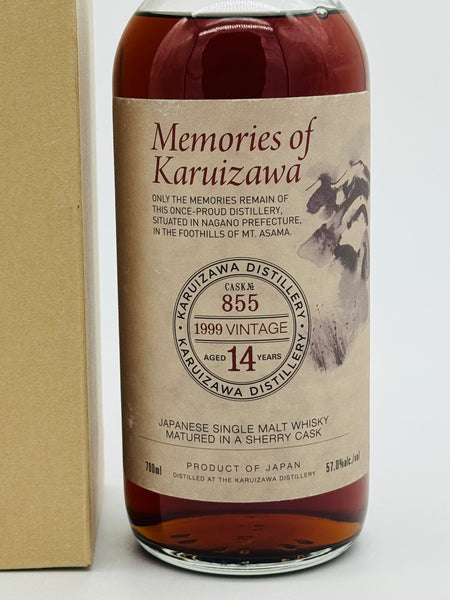 Memories of
Karuizawa
ONLY THE MEMORIES REMAIN OF
THIS ONCE-PROUD DISTILLERY,
SITUATED IN NAGANO PREFECTURE,
IN THE FOOTHILLS OF MT. ASAMA.
KARUIZAWA DISTILLERY
CASK №
855
1999 VINTAGE
AGED 14 YEARS
KARUIZAWA DISTILLERY
JAPANESE SINGLE MALT WHISKY
MATURED IN A SHERRY CASK
700ml PRODUCT OF JAPAN 57.0%alc./vol
DISTILLED AT THE KARUIZAWA DISTILLERY